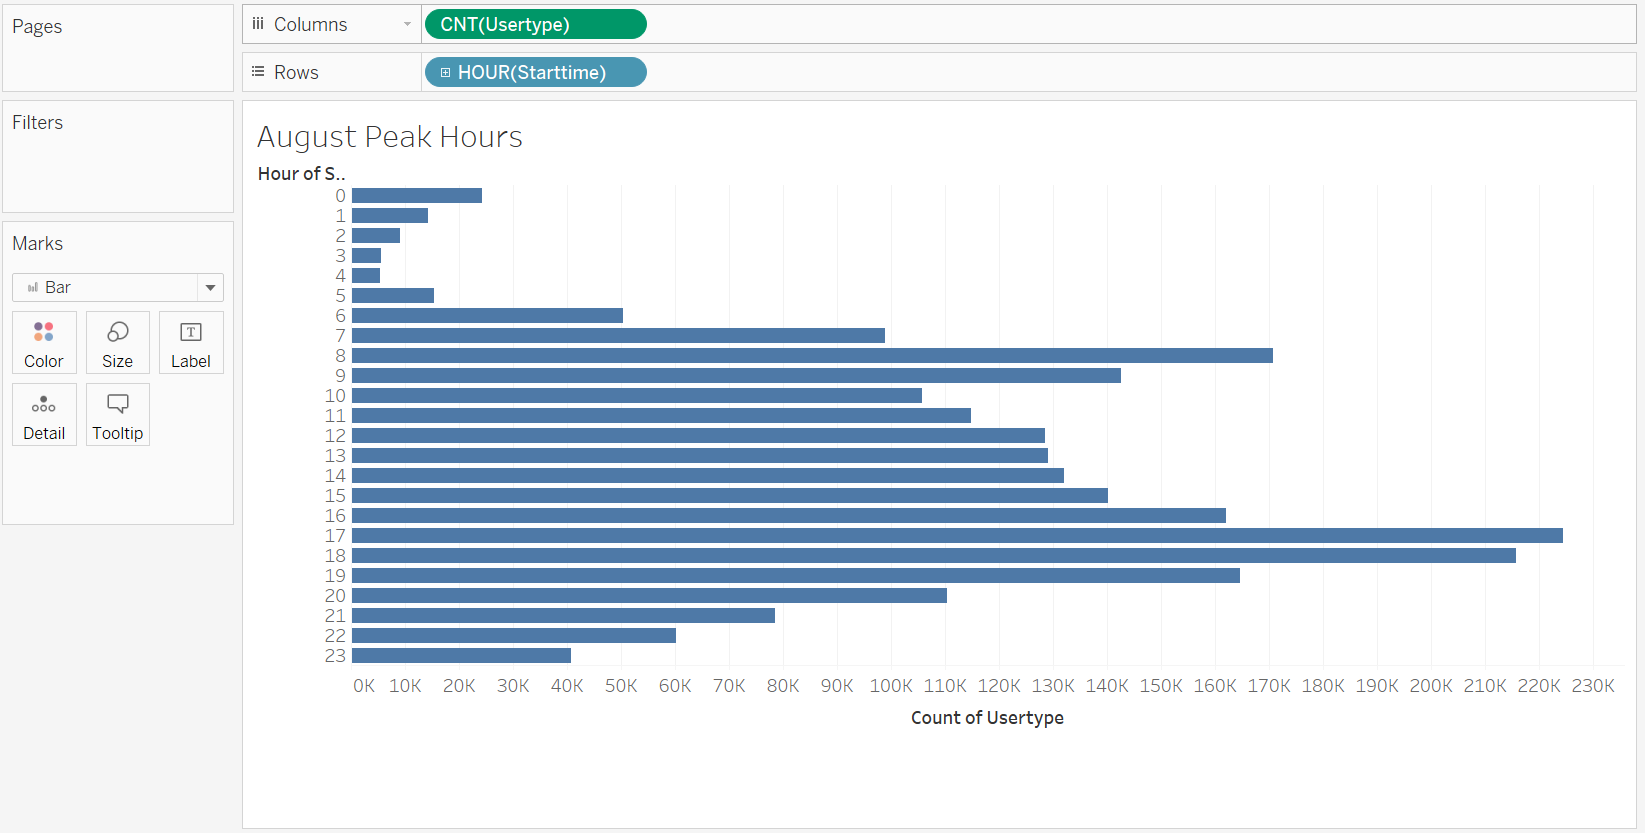 Pages
Columns
CNT(Usertype)
Rows
HOUR(Starttime)
Filters
Marks
Bar
Color
Size
Label
Detail
Tooltip
August Peak Hours
Hour of S..
0
1
2
3
4
5
6
7
8
9
10
11
12
13
14
15
16
17
18
19
20
21
22
23
0K 10K 20K 30K 40K 50K 60K 70K 80K 90K 100K 110K 120K 130K 140K 150K 160K 170K 180K 190K 200K 210K 220K 230K
Count of Usertype